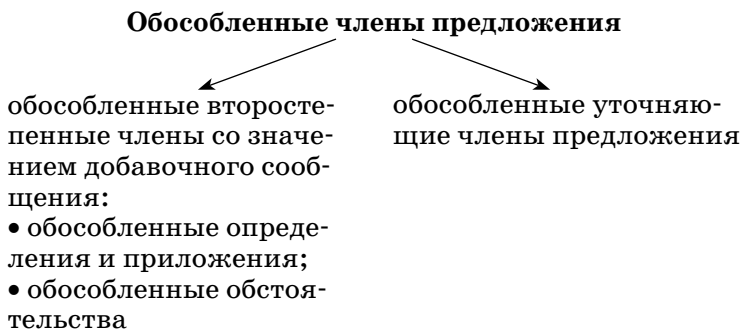 Обособленные члены предложения
обособленные второсте-
пенные члены со значе-
нием добавочного сооб-
щения:
• обособленные опреде-
ления и приложения;
• обособленные обстоя-
тельства
обособленные уточняю-
щие члены предложения